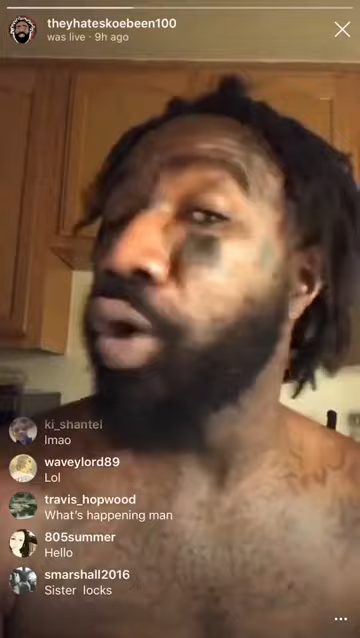 theyhateskoebeen100
was live · 9h ago
ki_shantel
lmao
waveylord89
Lol
travis_hopwood
What's happening man
805summer
Hello
smarshall2016
Sister locks